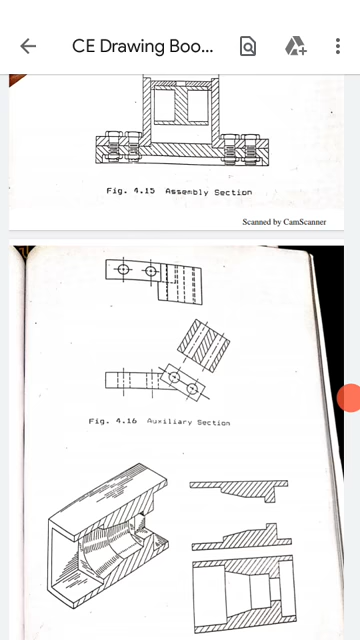 CE Drawing Boo...
Fig. 4.15 Assembly Section
Scanned by CamScanner
Fig. 4.16 Auxiliary Section